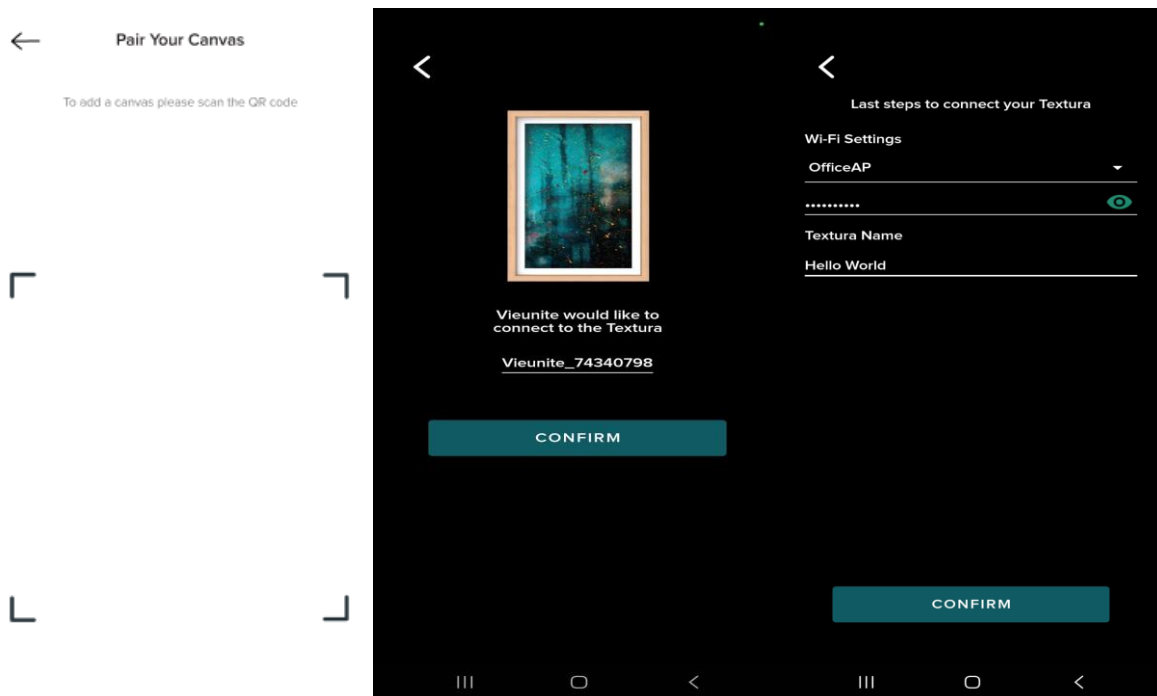 Pair Your Canvas
To add a canvas please scan the QR code
Vieunite would like to
connect to the Textura
Vieunite_74340798
CONFIRM
Last steps to connect your Textura
Wi-Fi Settings
OfficeAP
••••••••••
Textura Name
Hello World
CONFIRM